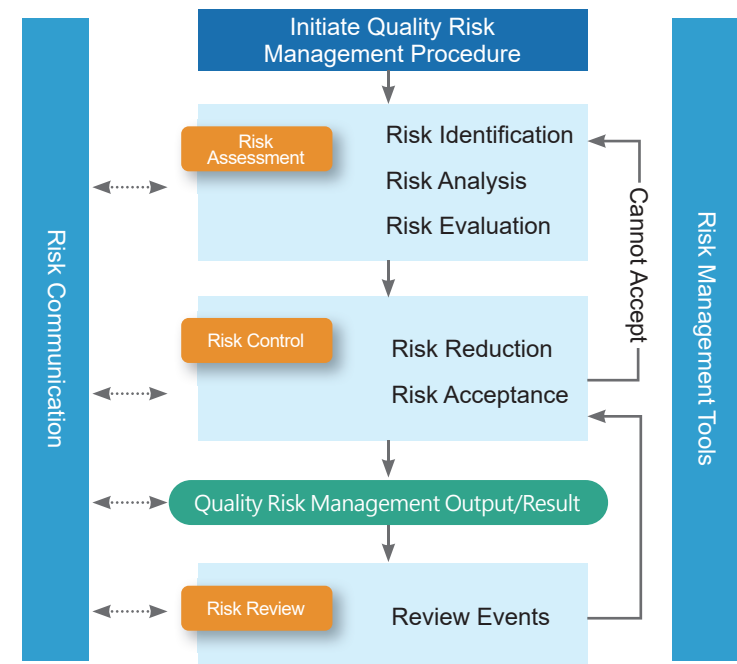 Initiate Quality Risk
Management Procedure
Risk
Assessment
Risk Identification
Risk Analysis
Risk Evaluation
Cannot Accept
Risk Communication
Risk Management Tools
Risk Control
Risk Reduction
Risk Acceptance
Quality Risk Management Output/Result
Risk Review
Review Events